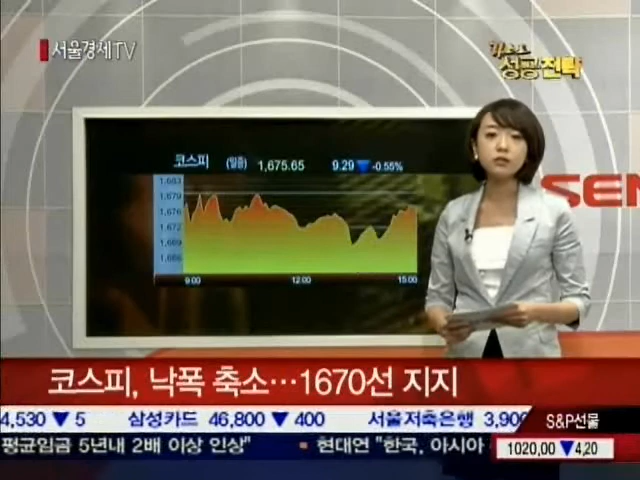 서울경제TV
성공전략
코스피 (일중) 1,675.65 9.29 ▼ -0.55%
1,683
1,679
1,676
1,672
1,669
1,666
9:00 12:00 15:00
SEN
코스피, 낙폭 축소…1670선 지지
4,530 ▼ 5 삼성카드 46,800 ▼ 400 서울저축은행 3,900
S&P선물
평균임금 5년내 2배 이상 인상" ▪ 현대연 "한국, 아시아
1020,00 ▼ 4,20